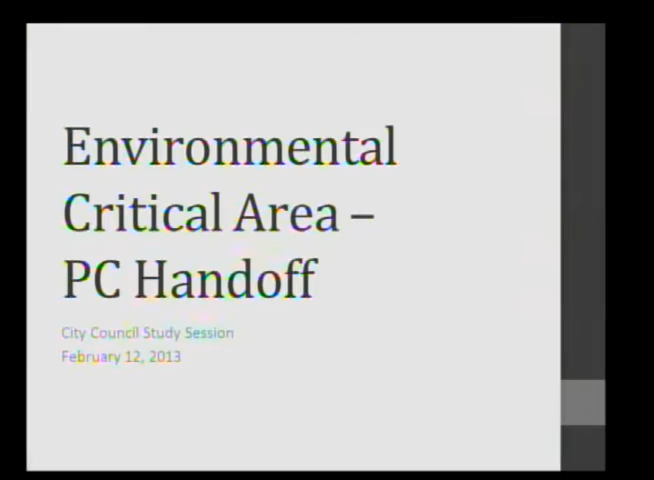 Environmental
Critical Area –
PC Handoff
City Council Study Session
February 12, 2013